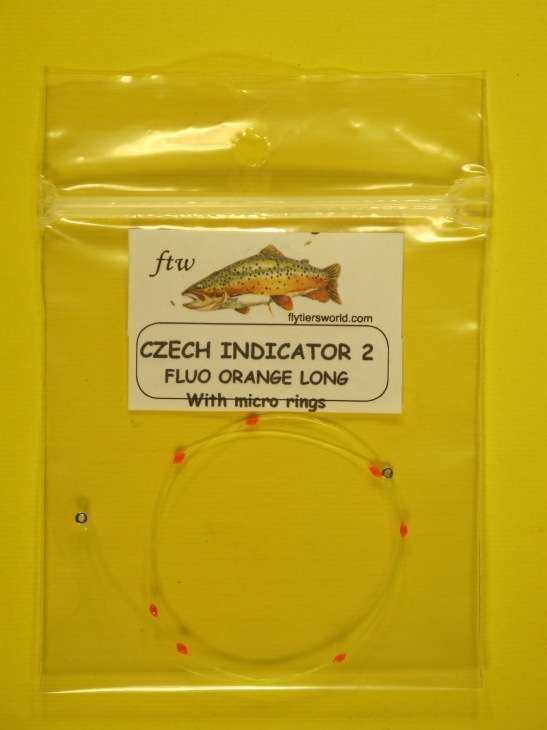 ftw
flytiersworld.com
CZECH INDICATOR 2
FLUO ORANGE LONG
With micro rings